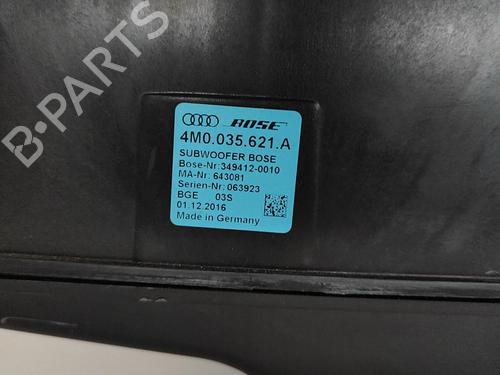 BOSE
4M0.035.621.A
SUBWOOFER BOSE
Bose-Nr:349412-0010
MA-Nr: 643081
Serien-Nr: 063923
BGE 03S
01.12.2016
Made in Germany